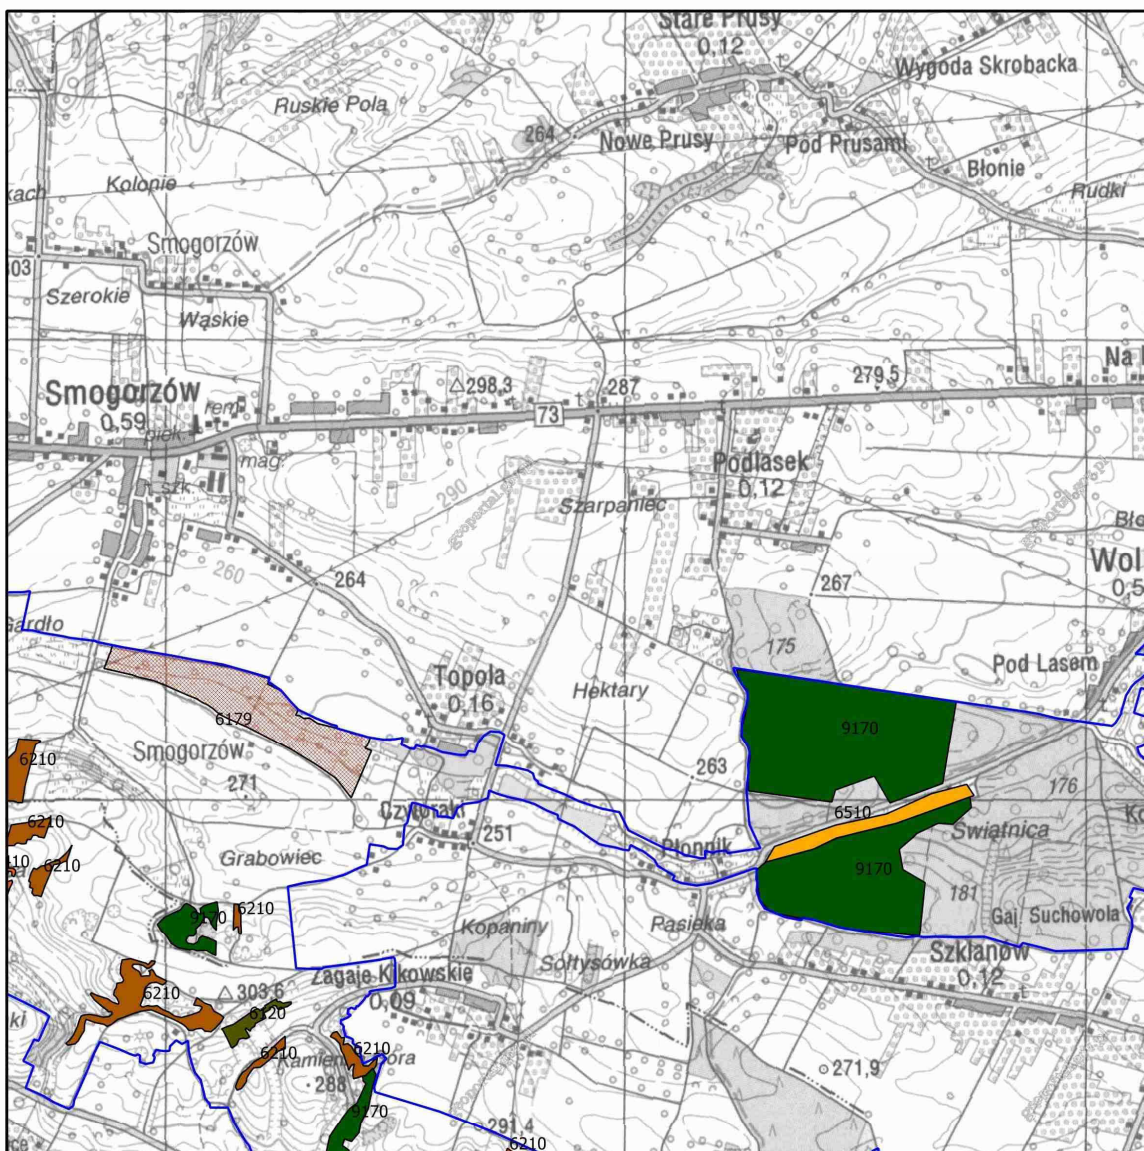 Stare Prusy
0,12
Wygoda Skrobacka
Ruskie Pola
264
Nowe Prusy
Pod Prusami
Błonie
Rudki
Kolonie
Smogorzów
303
Szerokie
Wąskie
Smogorzów
0,59
298,3
287
73
279,5
Na
rem.
piek.
mag.
szk.
Podlasek
0,12
290
Szarpaniec
260
264
267
Wol
0,5
Gardło
175
Pod Lasem
Topola
0,16
Hektary
6179
9170
Smogorzów
6210
271
263
176
6510
6210
251
Świątnica
Płonnik
Grabowiec
6210
9170
181
9170
6210
Kopaniny
Pasieka
Gaj Suchowola
Sołtysówka
Szklanów
0,12
Zagaje Kikowskie
0,09
6210
303,6
6120
6210
6210
288
271,9
9170
291,4
6210